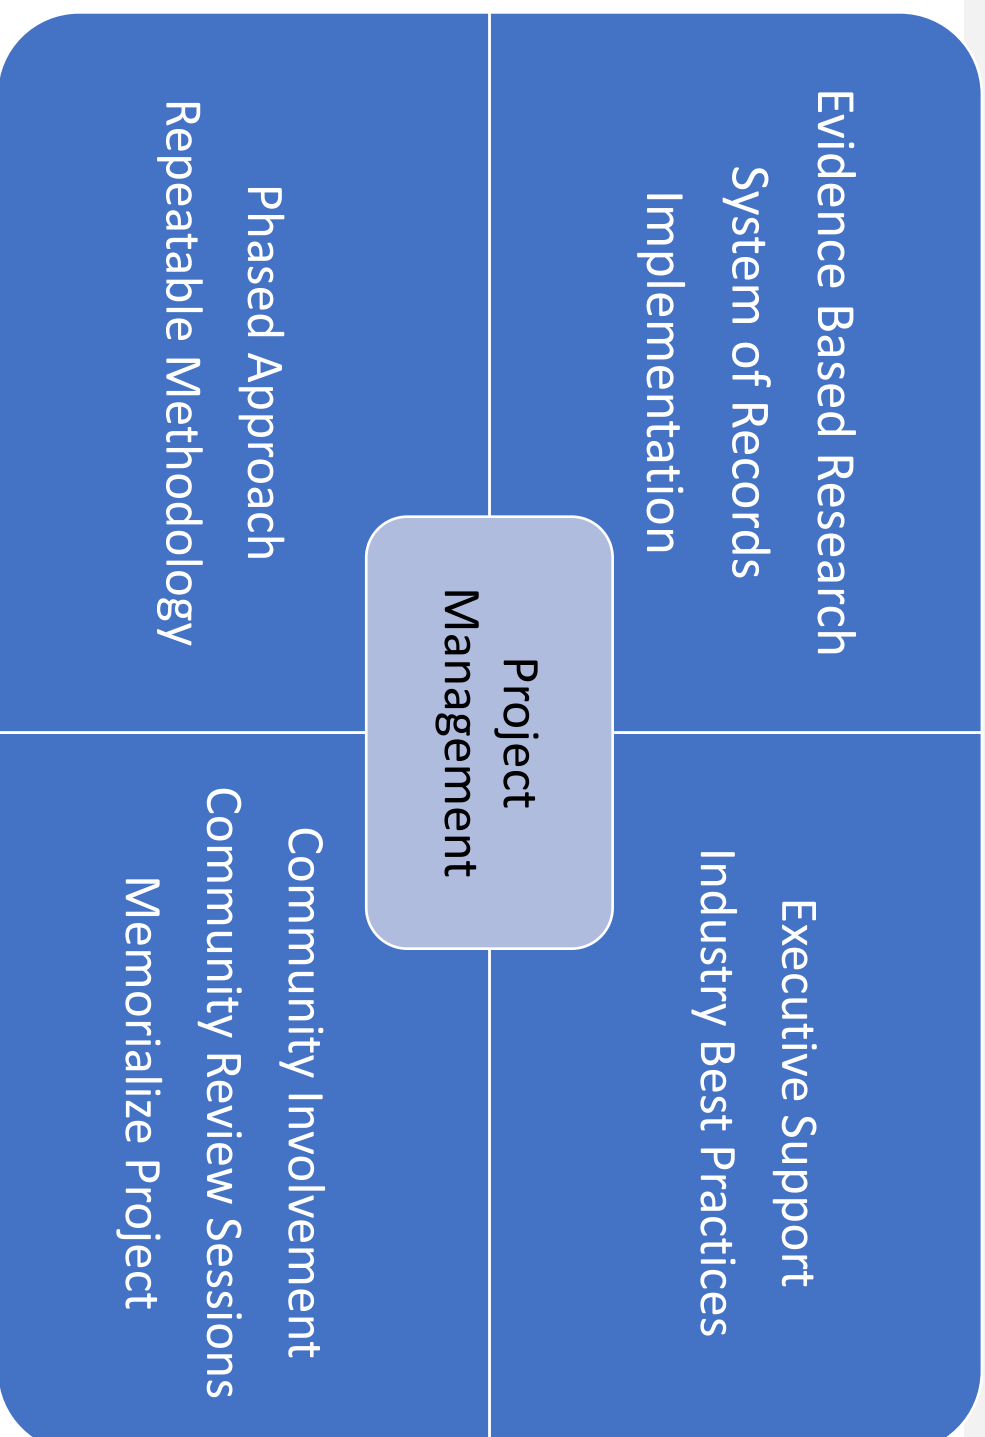 Evidence Based Research
System of Records
Implementation
Executive Support
Industry Best Practices
Project
Management
Phased Approach
Repeatable Methodology
Community Involvement
Community Review Sessions
Memorialize Project